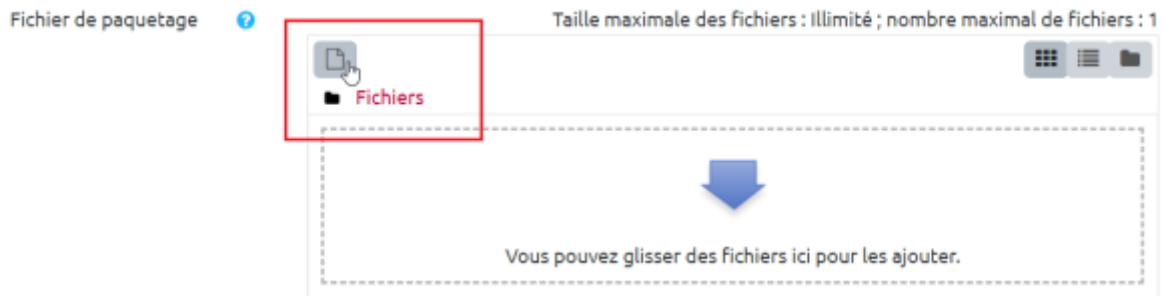 Fichier de paquetage ?
Taille maximale des fichiers : Illimité ; nombre maximal de fichiers : 1
Fichiers
Vous pouvez glisser des fichiers ici pour les ajouter.